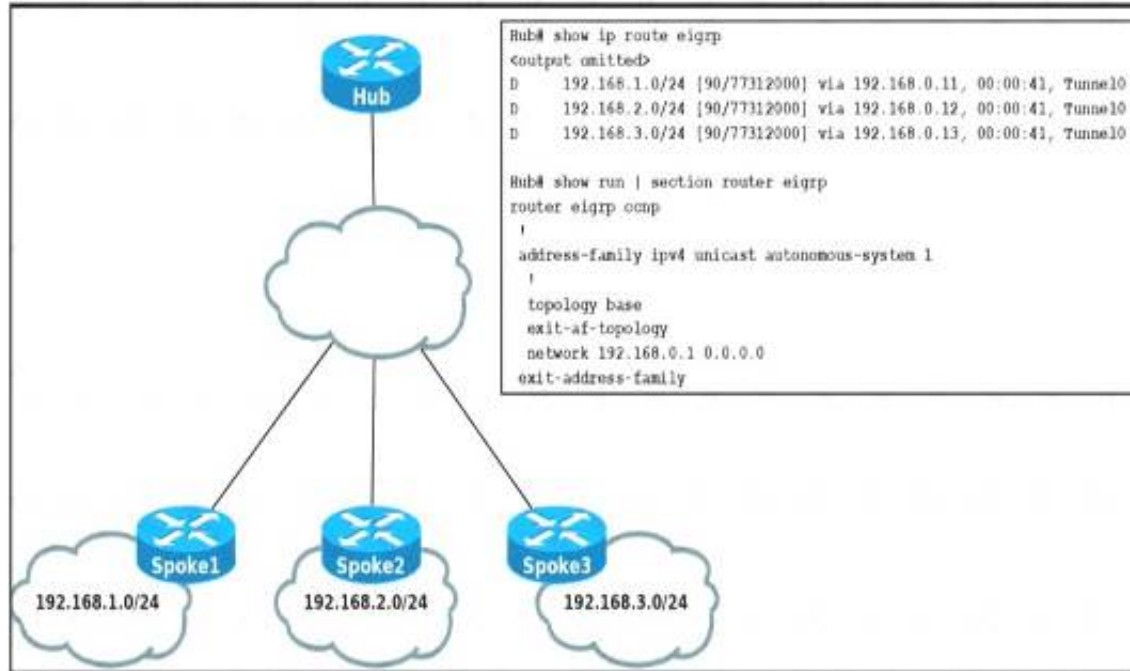 Hub# show ip route eigrp
<output omitted>
D 192.168.1.0/24 [90/77312000] via 192.168.0.11, 00:00:41, Tunnel0
D 192.168.2.0/24 [90/77312000] via 192.168.0.12, 00:00:41, Tunnel0
D 192.168.3.0/24 [90/77312000] via 192.168.0.13, 00:00:41, Tunnel0
Hub# show run | section router eigrp
router eigrp ccnp
!
address-family ipv4 unicast autonomous-system 1
!
topology base
exit-af-topology
network 192.168.0.1 0.0.0.0
exit-address-family
Hub
Spoke1
Spoke2
Spoke3
192.168.1.0/24
192.168.2.0/24
192.168.3.0/24